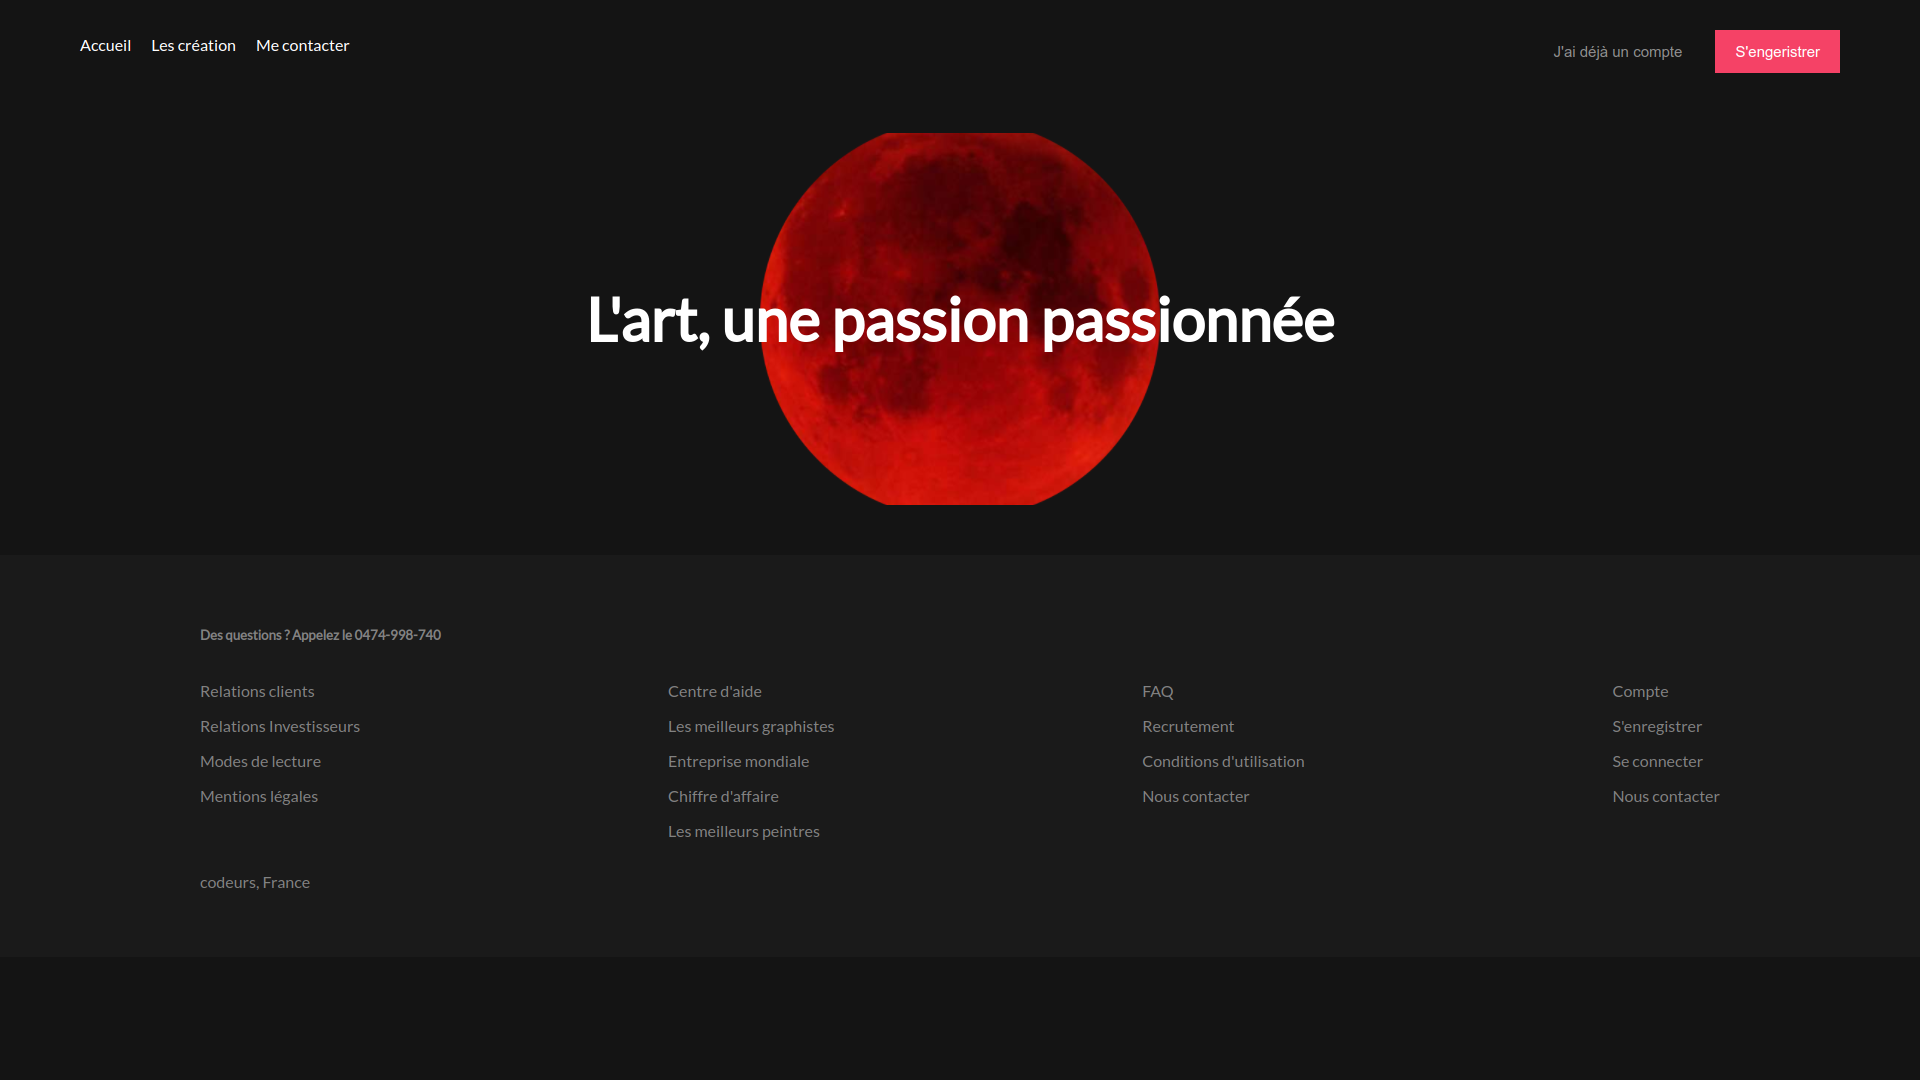 Accueil Les création Me contacter
J'ai déjà un compte S'engeristrer
L'art, une passion passionnée
Des questions ? Appelez le 0474-998-740
Relations clients
Relations Investisseurs
Modes de lecture
Mentions légales
Centre d'aide
Les meilleurs graphistes
Entreprise mondiale
Chiffre d'affaire
Les meilleurs peintres
FAQ
Recrutement
Conditions d'utilisation
Nous contacter
Compte
S'enregistrer
Se connecter
Nous contacter
codeurs, France